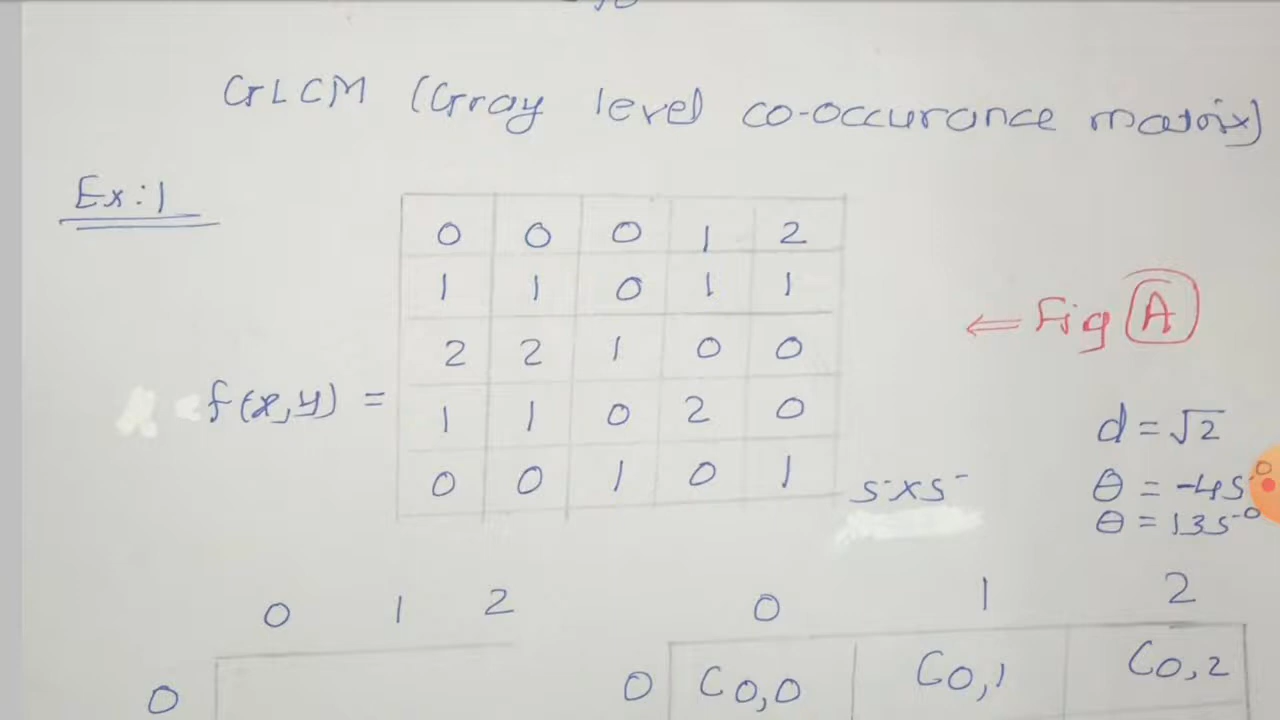 GLCM (Gray level co-occurance matrix)
Ex:1
0 0 0 1 2
1 1 0 1 1
2 2 1 0 0
1 1 0 2 0
0 0 1 0 1
f(x,y) =
5x5
⇐ Fig A
d = √2
θ = -45°
θ = 135°
0 1 2
0
0 1 2
0 C0,0 C0,1 C0,2